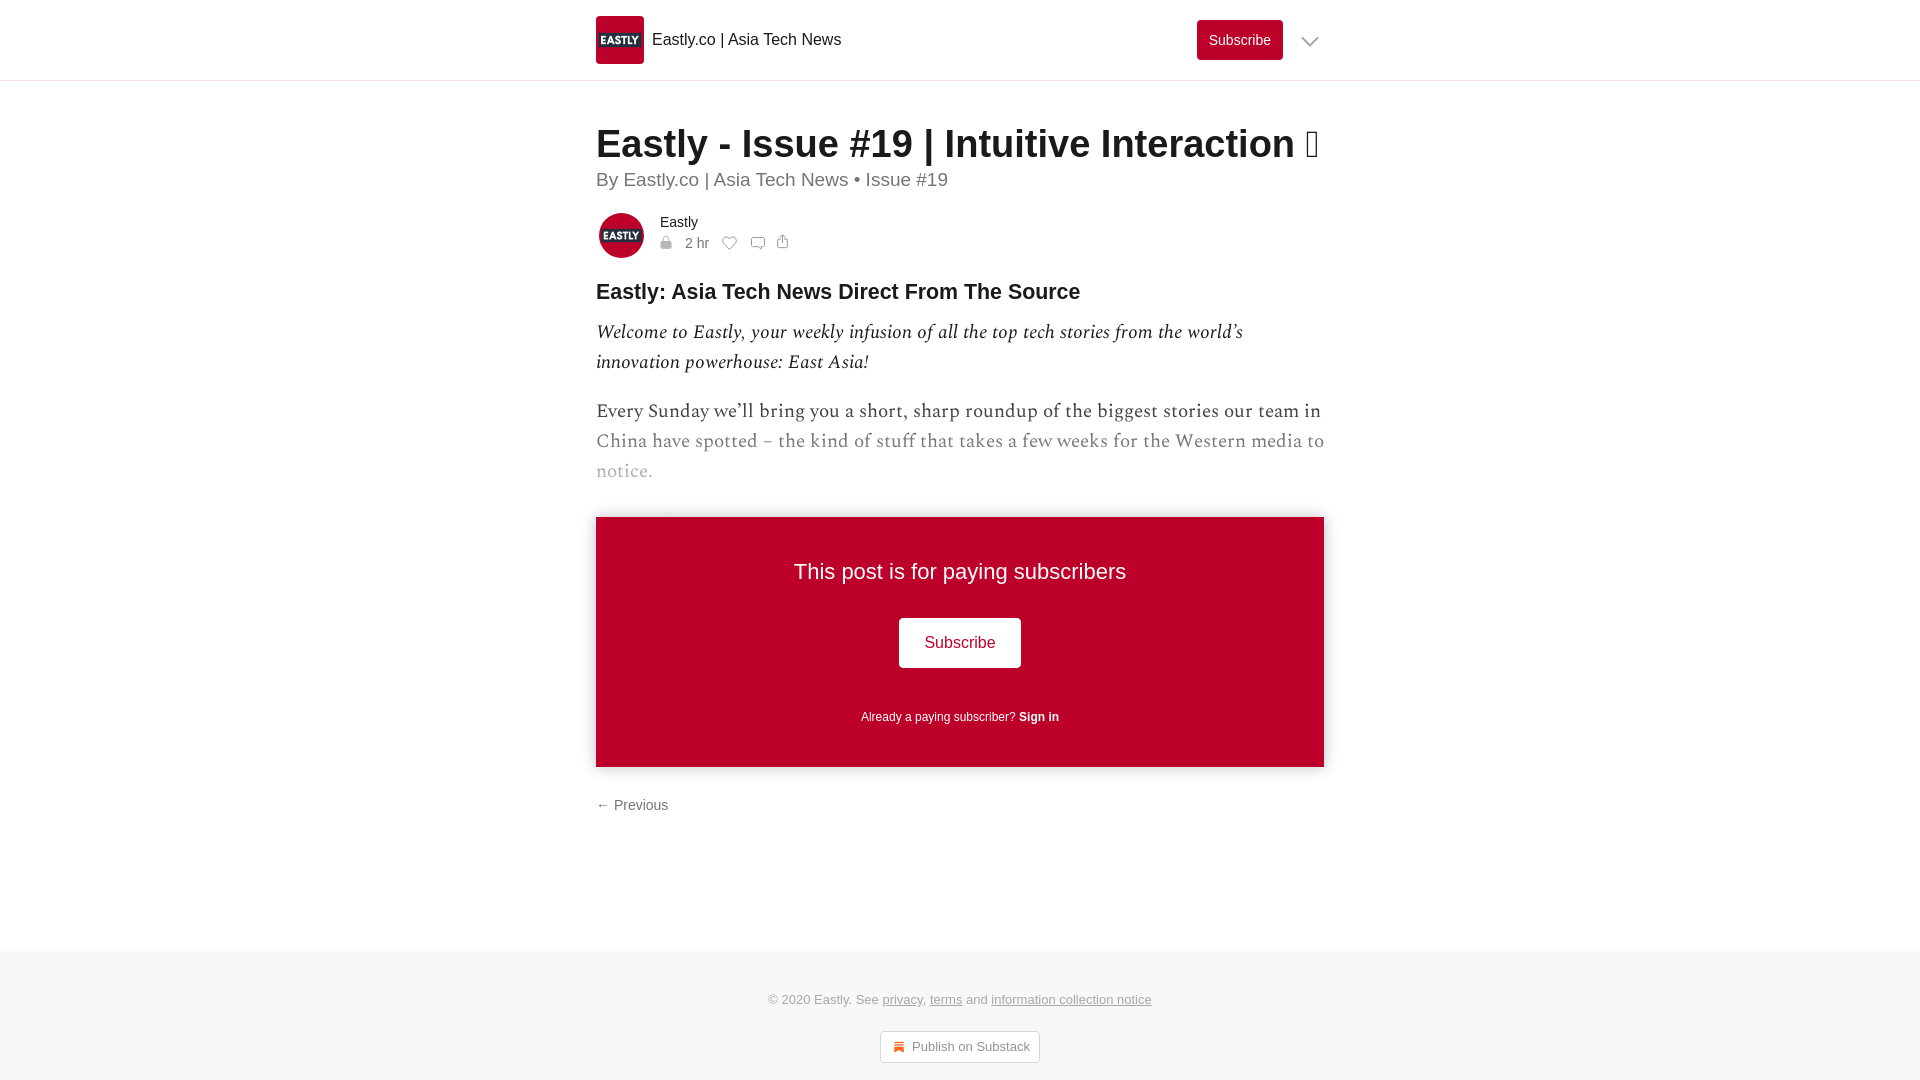 EASTLY
Eastly.co | Asia Tech News
Subscribe
Eastly - Issue #19 | Intuitive Interaction
By Eastly.co | Asia Tech News • Issue #19
EASTLY
Eastly
2 hr
Eastly: Asia Tech News Direct From The Source
Welcome to Eastly, your weekly infusion of all the top tech stories from the world’s
innovation powerhouse: East Asia!
Every Sunday we’ll bring you a short, sharp roundup of the biggest stories our team in
China have spotted – the kind of stuff that takes a few weeks for the Western media to
notice.
This post is for paying subscribers
Subscribe
Already a paying subscriber? Sign in
← Previous
© 2020 Eastly. See privacy, terms and information collection notice
Publish on Substack